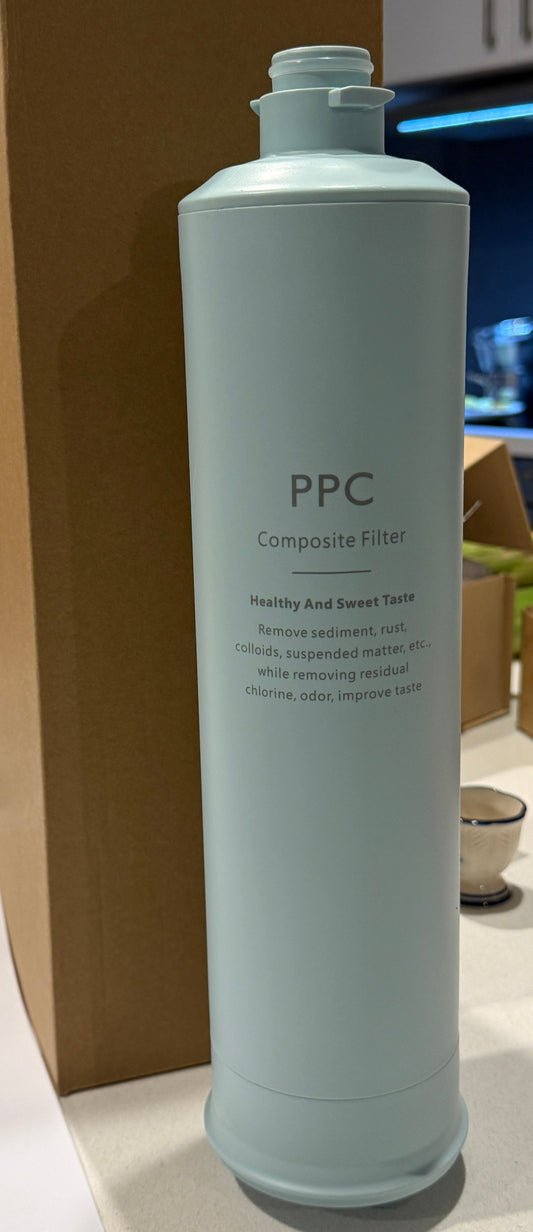 PPC
Composite Filter
Healthy And Sweet Taste
Remove sediment, rust,
colloids, suspended matter, etc.,
while removing residual
chlorine, odor, improve taste